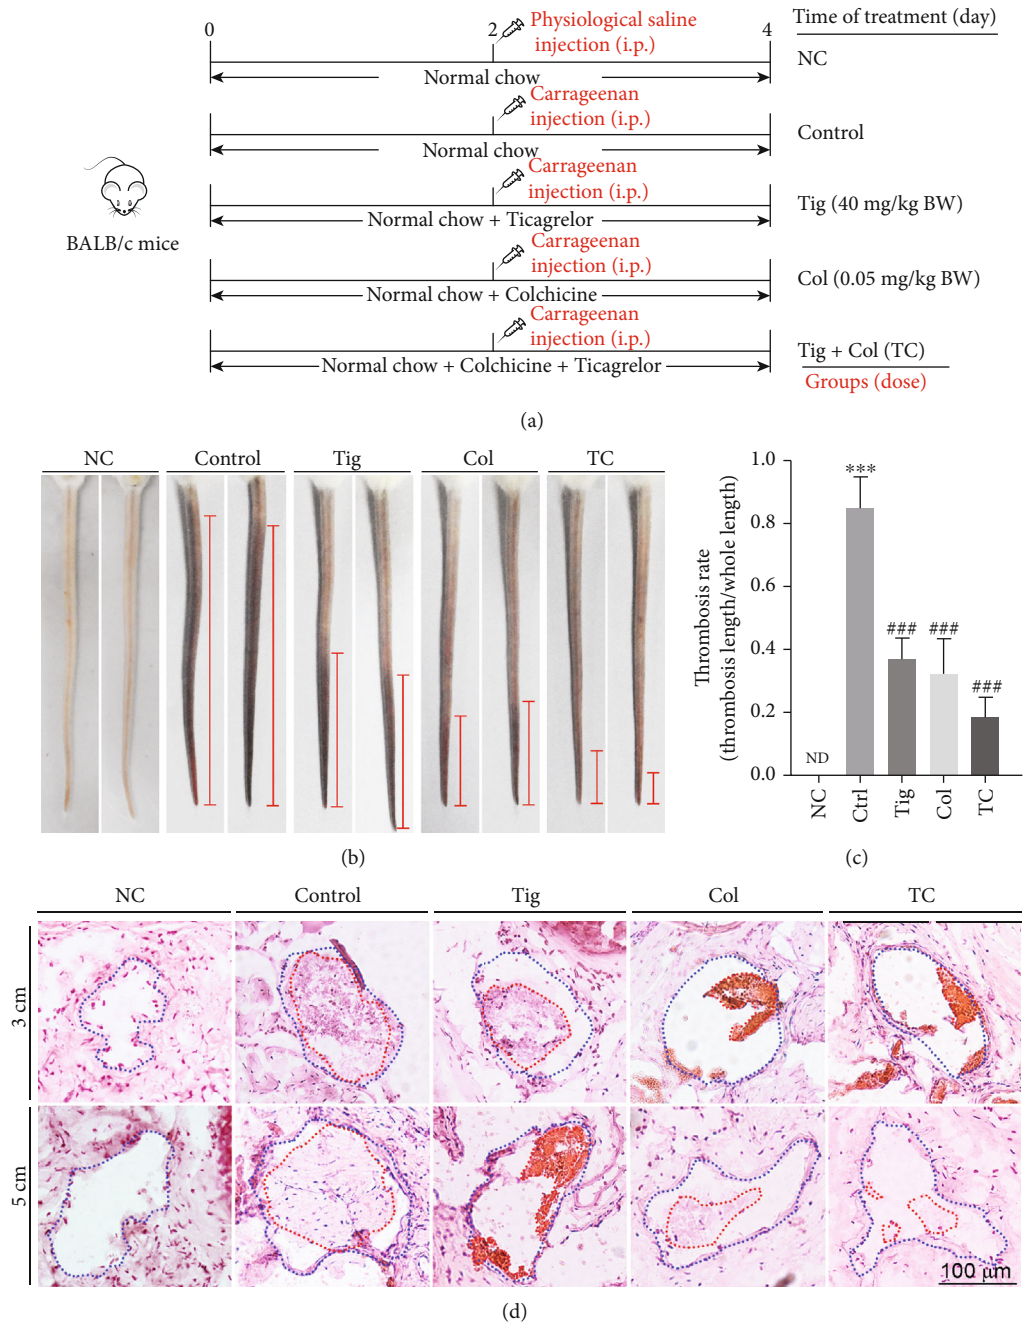 Time of treatment (day)
0
2
4
Physiological saline
injection (i.p.)
Normal chow
NC
Carrageenan
injection (i.p.)
Normal chow
Control
Carrageenan
injection (i.p.)
Normal chow + Ticagrelor
Tig (40 mg/kg BW)
BALB/c mice
Carrageenan
injection (i.p.)
Normal chow + Colchicine
Col (0.05 mg/kg BW)
Carrageenan
injection (i.p.)
Normal chow + Colchicine + Ticagrelor
Tig + Col (TC)
Groups (dose)
(a)
NC Control Tig Col TC
(b)
Thrombosis rate
(thrombosis length/whole length)
1.0
0.8
0.6
0.4
0.2
0.0
ND
***
###
###
###
NC Ctrl Tig Col TC
(c)
NC Control Tig Col TC
3 cm
5 cm
100 μm
(d)